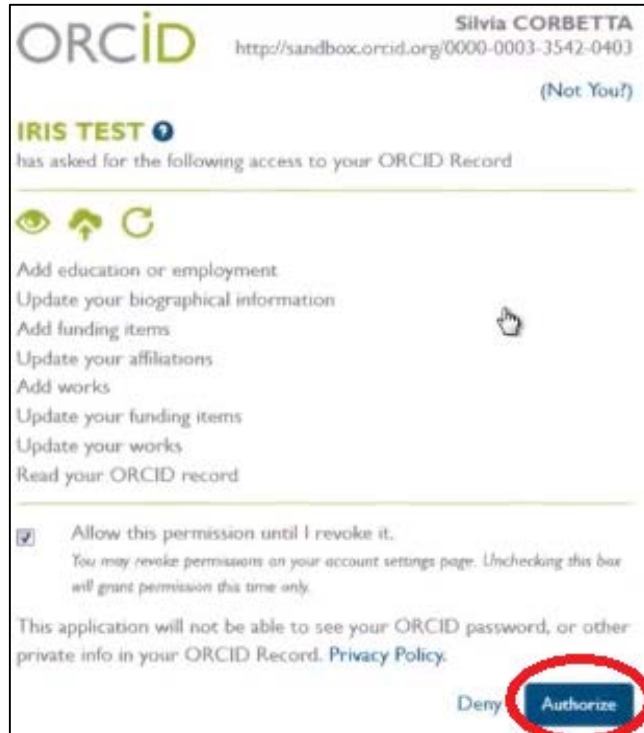 ORCiD
Silvia CORBETTA
http://sandbox.orcid.org/0000-0003-3542-0403
(Not You?)
IRIS TEST ?
has asked for the following access to your ORCID Record
Add education or employment
Update your biographical information
Add funding items
Update your affiliations
Add works
Update your funding items
Update your works
Read your ORCID record
Allow this permission until I revoke it.
You may revoke permissions on your account settings page. Unchecking this box
will grant permission this time only.
This application will not be able to see your ORCID password, or other
private info in your ORCID Record. Privacy Policy.
Deny Authorize